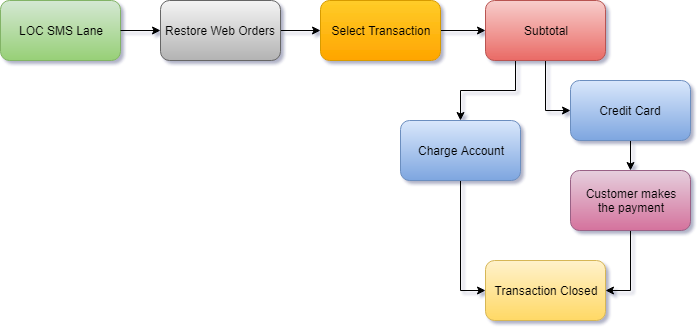 LOC SMS Lane
Restore Web Orders
Select Transaction
Subtotal
Credit Card
Charge Account
Customer makes
the payment
Transaction Closed